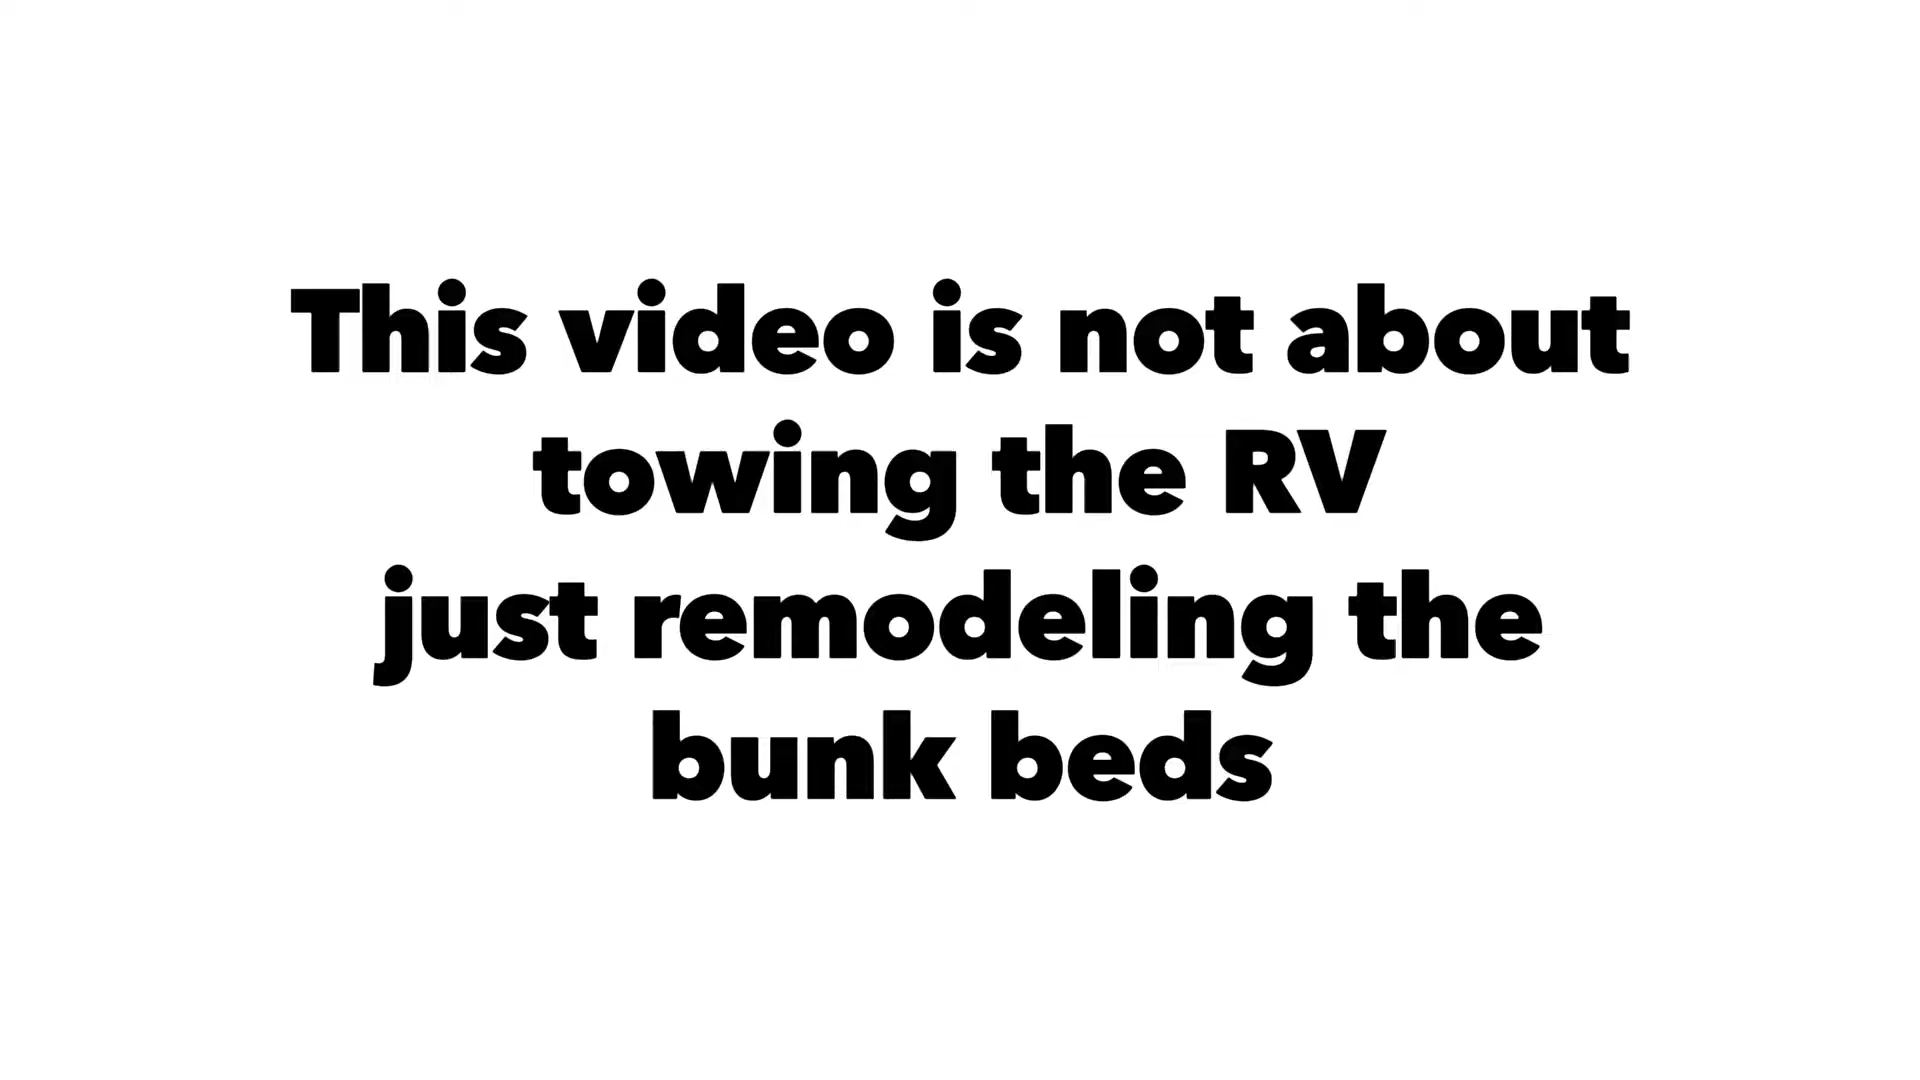 This video is not about
towing the RV
just remodeling the
bunk beds